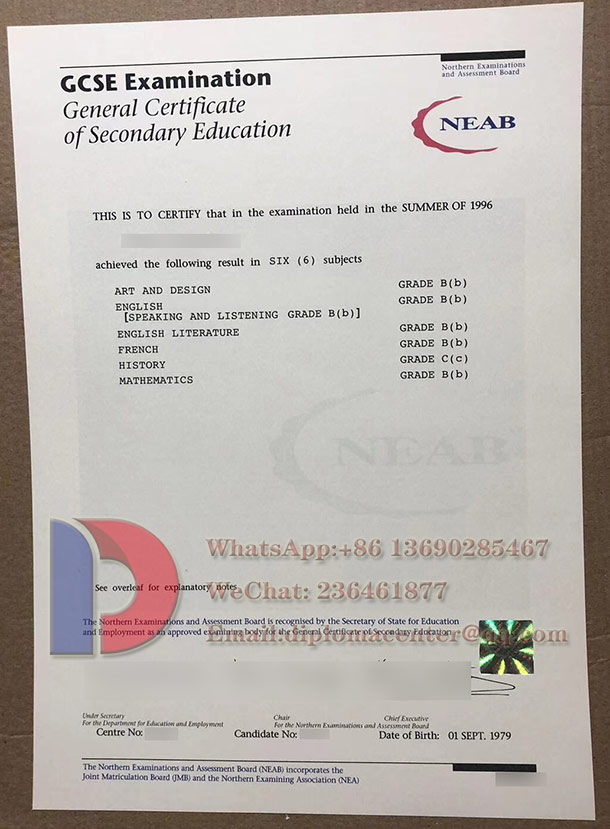 Northern Examinations
and Assessment Board
GCSE Examination
General Certificate
of Secondary Education
NEAB
THIS IS TO CERTIFY that in the examination held in the SUMMER OF 1996
achieved the following result in SIX (6) subjects
ART AND DESIGN GRADE B(b)
ENGLISH GRADE B(b)
[SPEAKING AND LISTENING GRADE B(b)]
ENGLISH LITERATURE GRADE B(b)
FRENCH GRADE B(b)
HISTORY GRADE C(c)
MATHEMATICS GRADE B(b)
NEAB
WhatsApp:+86 13690285467
See overleaf for explanatory notes
WeChat: 236461877
The Northern Examinations and Assessment Board is recognised by the Secretary of State for Education
and Employment as an approved examining body for the General Certificate of Secondary Education
Email:diplomacenter@qq.com
Under Secretary
For the Department for Education and Employment
Chair Chief Executive
For the Northern Examinations and Assessment Board
Centre No: Candidate No: Date of Birth: 01 SEPT. 1979
The Northern Examinations and Assessment Board (NEAB) incorporates the
Joint Matriculation Board (JMB) and the Northern Examining Association (NEA)